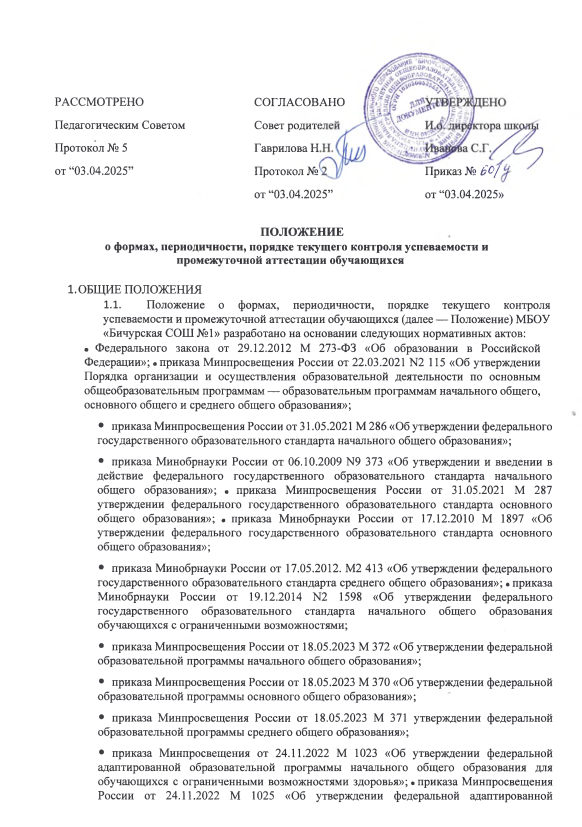 РАССМОТРЕНО СОГЛАСОВАНО УТВЕРЖДЕНО
Педагогическим Советом Совет родителей И.о. директора школы
Протокол № 5 Гаврилова Н.Н. Иванова С.Г.
от “03.04.2025” Протокол № 2 Приказ №
от “03.04.2025” от “03.04.2025»
ПОЛОЖЕНИЕ
о формах, периодичности, порядке текущего контроля успеваемости и
промежуточной аттестации обучающихся
1. ОБЩИЕ ПОЛОЖЕНИЯ
1.1. Положение о формах, периодичности, порядке текущего контроля
успеваемости и промежуточной аттестации обучающихся (далее — Положение) МБОУ
«Бичурская СОШ №1» разработано на основании следующих нормативных актов:
• Федерального закона от 29.12.2012 М 273-ФЗ «Об образовании в Российской
Федерации»; • приказа Минпросвещения России от 22.03.2021 N2 115 «Об утверждении
Порядка организации и осуществления образовательной деятельности по основным
общеобразовательным программам — образовательным программам начального общего,
основного общего и среднего общего образования»;
• приказа Минпросвещения России от 31.05.2021 М 286 «Об утверждении федерального
государственного образовательного стандарта начального общего образования»;
• приказа Минобрнауки России от 06.10.2009 N9 373 «Об утверждении и введении в
действие федерального государственного образовательного стандарта начального
общего образования»; • приказа Минпросвещения России от 31.05.2021 М 287
утверждении федерального государственного образовательного стандарта основного
общего образования»; • приказа Минобрнауки России от 17.12.2010 М 1897 «Об
утверждении федерального государственного образовательного стандарта основного
общего образования»;
• приказа Минобрнауки России от 17.05.2012. М2 413 «Об утверждении федерального
государственного образовательного стандарта среднего общего образования»; • приказа
Минобрнауки России от 19.12.2014 N2 1598 «Об утверждении федерального
государственного образовательного стандарта начального общего образования
обучающихся с ограниченными возможностями;
• приказа Минпросвещения России от 18.05.2023 М 372 «Об утверждении федеральной
образовательной программы начального общего образования»;
• приказа Минпросвещения России от 18.05.2023 М 370 «Об утверждении федеральной
образовательной программы основного общего образования»;
• приказа Минпросвещения России от 18.05.2023 М 371 утверждении федеральной
образовательной программы среднего общего образования»;
• приказа Минпросвещения от 24.11.2022 М 1023 «Об утверждении федеральной
адаптированной образовательной программы начального общего образования для
обучающихся с ограниченными возможностями здоровья»; • приказа Минпросвещения
России от 24.11.2022 М 1025 «Об утверждении федеральной адаптированной
ДЛЯ
ДОКУМЕНТОВ